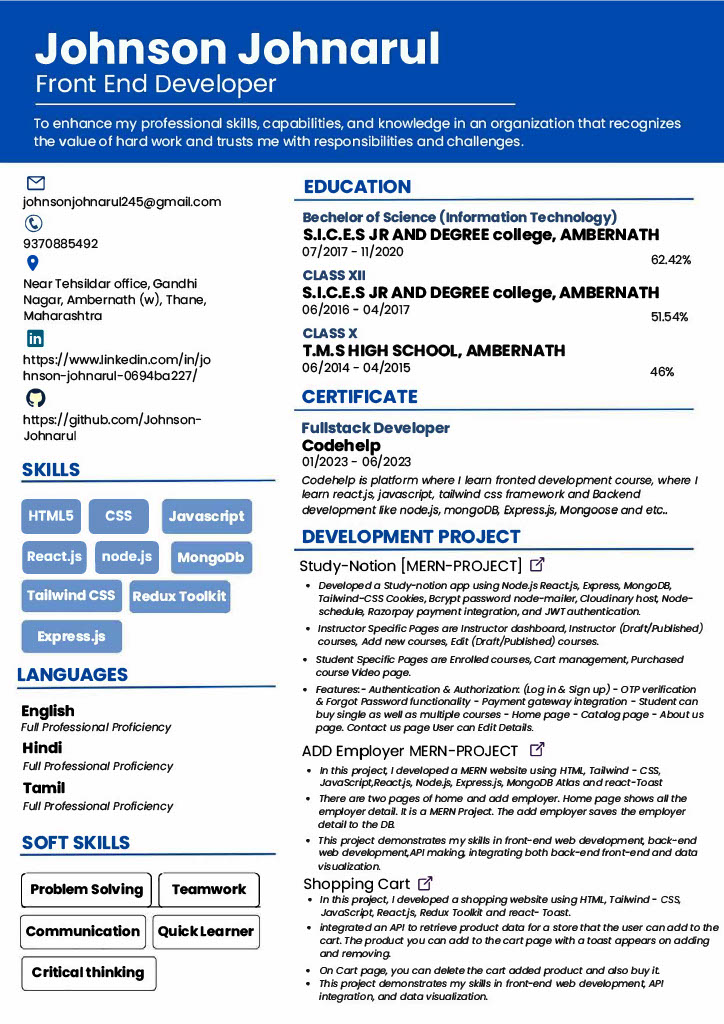 Johnson Johnarul
Front End Developer
To enhance my professional skills, capabilities, and knowledge in an organization that recognizes
the value of hard work and trusts me with responsibilities and challenges.
johnsonjohnarul245@gmail.com
9370885492
Near Tehsildar office, Gandhi
Nagar, Ambernath (w), Thane,
Maharashtra
in
https://www.linkedin.com/in/jo
hnson-johnarul-0694ba227/
https://github.com/Johnson-
Johnarul
SKILLS
HTML5 CSS Javascript
React.js node.js MongoDb
Tailwind CSS Redux Toolkit
Express.js
LANGUAGES
English
Full Professional Proficiency
Hindi
Full Professional Proficiency
Tamil
Full Professional Proficiency
SOFT SKILLS
Problem Solving Teamwork
Communication Quick Learner
Critical thinking
EDUCATION
Bechelor of Science (Information Technology)
S.I.C.E.S JR AND DEGREE college, AMBERNATH
07/2017 - 11/2020
62.42%
CLASS XII
S.I.C.E.S JR AND DEGREE college, AMBERNATH
06/2016 - 04/2017
51.54%
CLASS X
T.M.S HIGH SCHOOL, AMBERNATH
06/2014 - 04/2015
46%
CERTIFICATE
Fullstack Developer
Codehelp
01/2023 - 06/2023
Codehelp is platform where I learn fronted development course, where I
learn react.js, javascript, tailwind css framework and Backend
development like node.js, mongoDB, Express.js, Mongoose and etc..
DEVELOPMENT PROJECT
Study-Notion [MERN-PROJECT]
• Developed a Study-notion app using Node.js React.js, Express, MongoDB,
Tailwind-CSS Cookies, Bcrypt password node-mailer, Cloudinary host, Node-
schedule, Razorpay payment integration, and JWT authentication.
• Instructor Specific Pages are Instructor dashboard, Instructor (Draft/Published)
courses, Add new courses, Edit (Draft/Published) courses.
• Student Specific Pages are Enrolled courses, Cart management, Purchased
course Video page.
• Features:- Authentication & Authorization: (Log in & Sign up) - OTP verification
& Forgot Password functionality - Payment gateway integration - Student can
buy single as well as multiple courses - Home page - Catalog page - About us
page. Contact us page User can Edit Details.
ADD Employer MERN-PROJECT
• In this project, I developed a MERN website using HTML, Tailwind - CSS,
JavaScript,React.js, Node.js, Express.js, MongoDB Atlas and react-Toast
• There are two pages of home and add employer. Home page shows all the
employer detail. It is a MERN Project. The add employer saves the employer
detail to the DB.
• This project demonstrates my skills in front-end web development, back-end
web development,API making, integrating both back-end front-end and data
visualization.
Shopping Cart
• In this project, I developed a shopping website using HTML, Tailwind - CSS,
JavaScript, React.js, Redux Toolkit and react- Toast.
• integrated an API to retrieve product data for a store that the user can add to the
cart. The product you can add to the cart page with a toast appears on adding
and removing.
• On Cart page, you can delete the cart added product and also buy it.
• This project demonstrates my skills in front-end web development, API
integration, and data visualization.